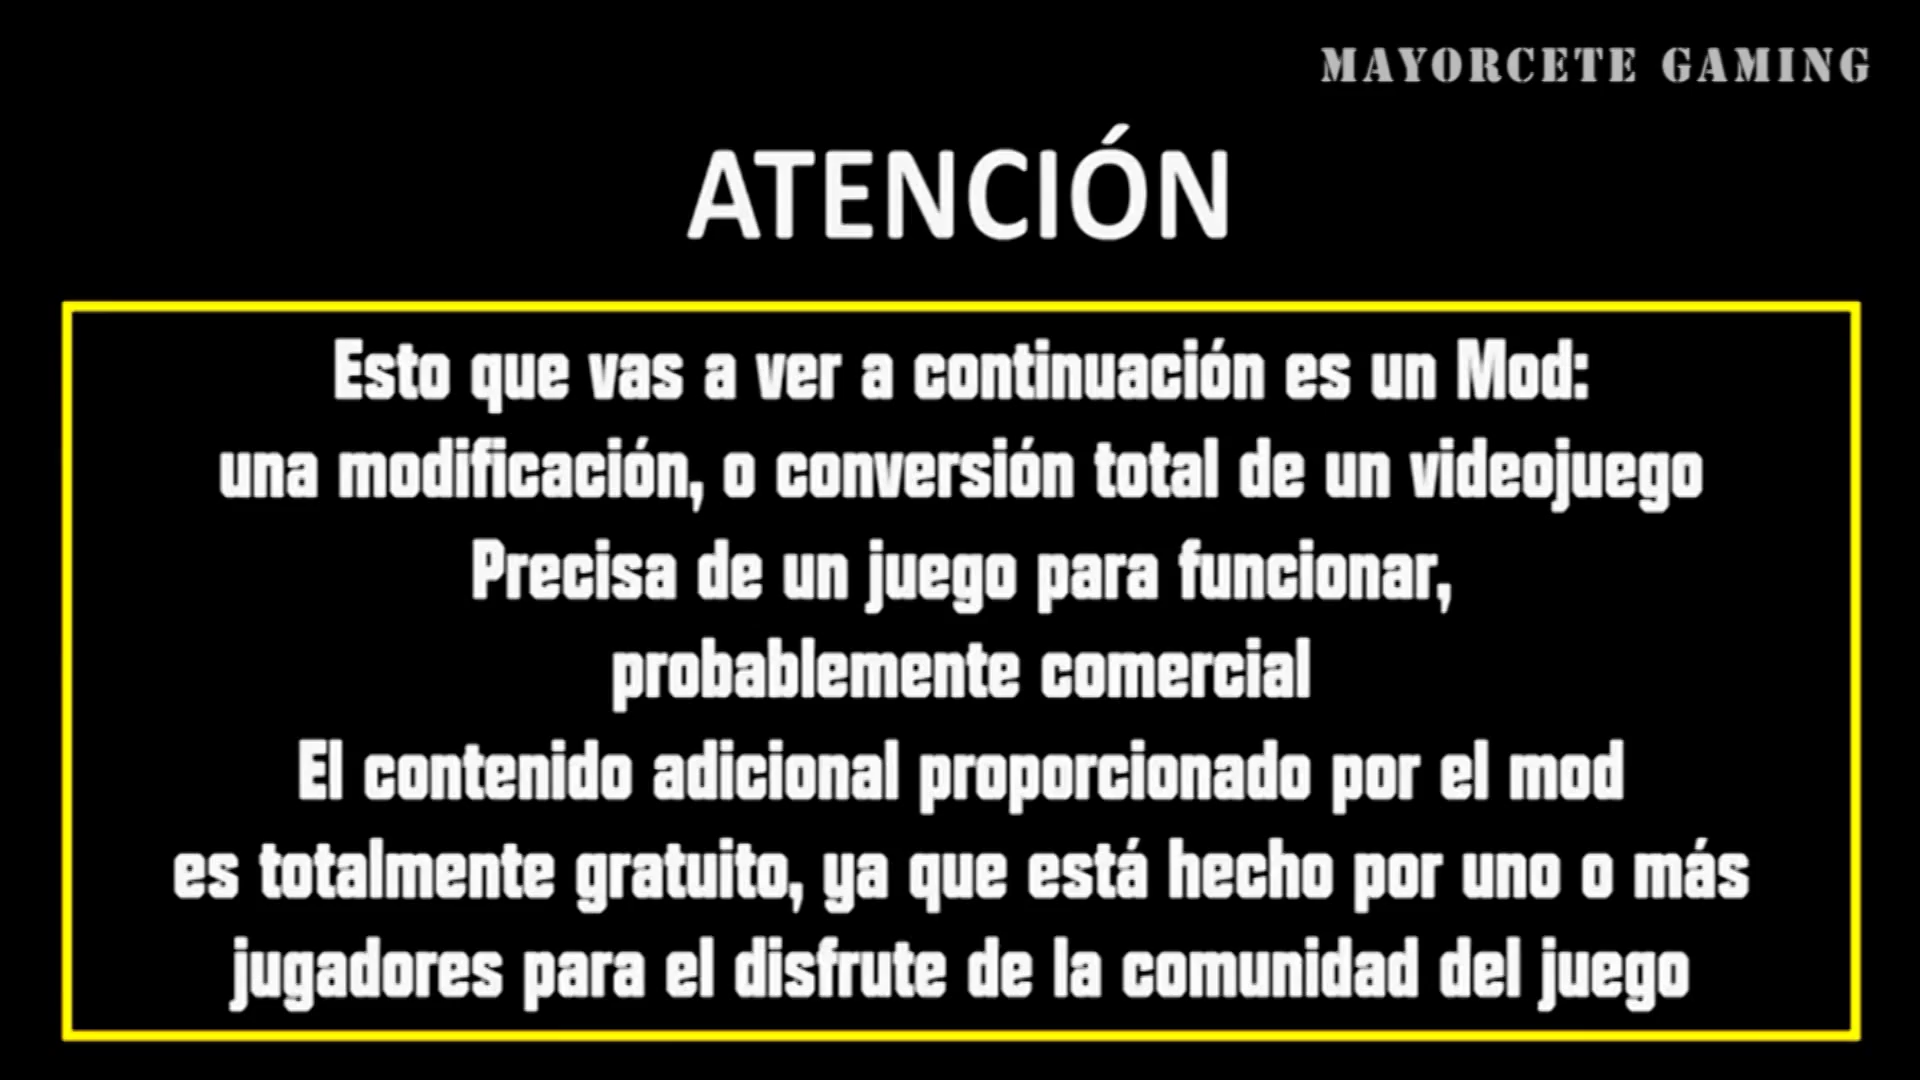 MAYORCETE GAMING
ATENCIÓN
Esto que vas a ver a continuación es un Mod:
una modificación, o conversión total de un videojuego
Precisa de un juego para funcionar,
probablemente comercial
El contenido adicional proporcionado por el mod
es totalmente gratuito, ya que está hecho por uno o más
jugadores para el disfrute de la comunidad del juego